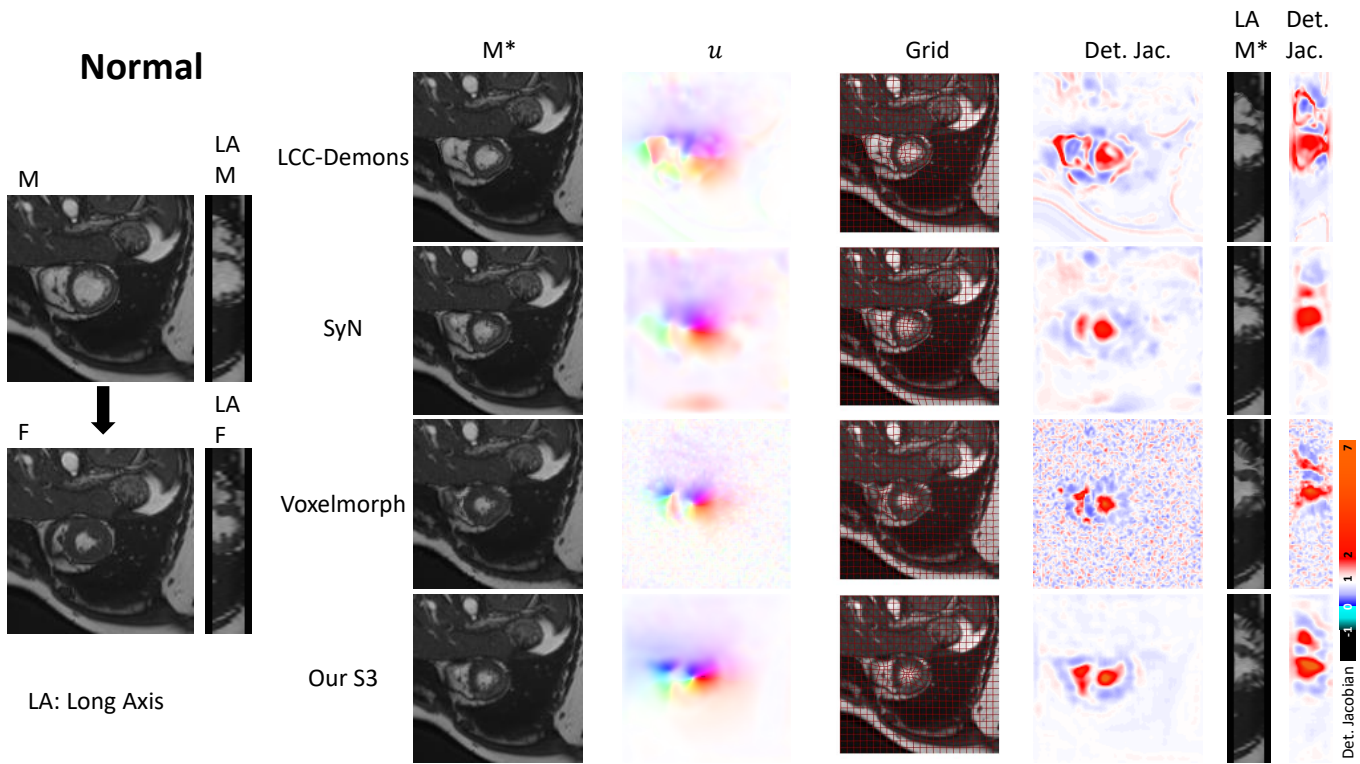 Normal
M
LA
M
F
LA
F
LA: Long Axis
M*
u
Grid
Det. Jac.
LA
M*
Det.
Jac.
LCC-Demons
SyN
Voxelmorph
Our S3
-1 0 1 2 7
Det. Jacobian